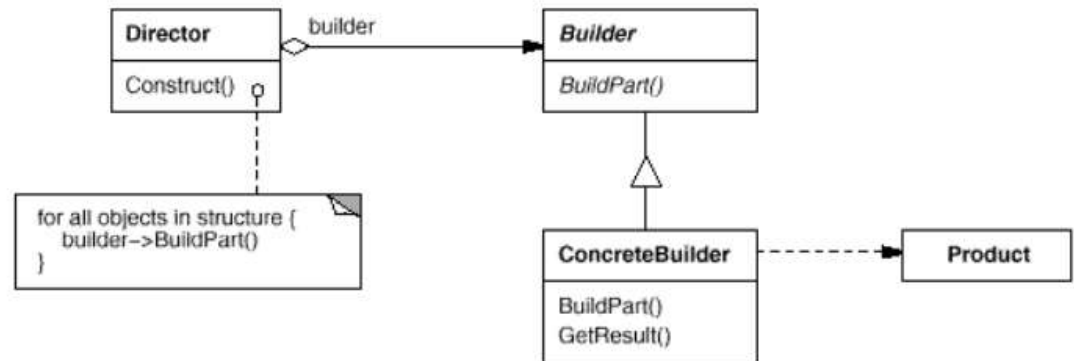 Director
builder
Builder
Construct()
BuildPart()
for all objects in structure {
builder->BuildPart()
}
ConcreteBuilder
Product
BuildPart()
GetResult()